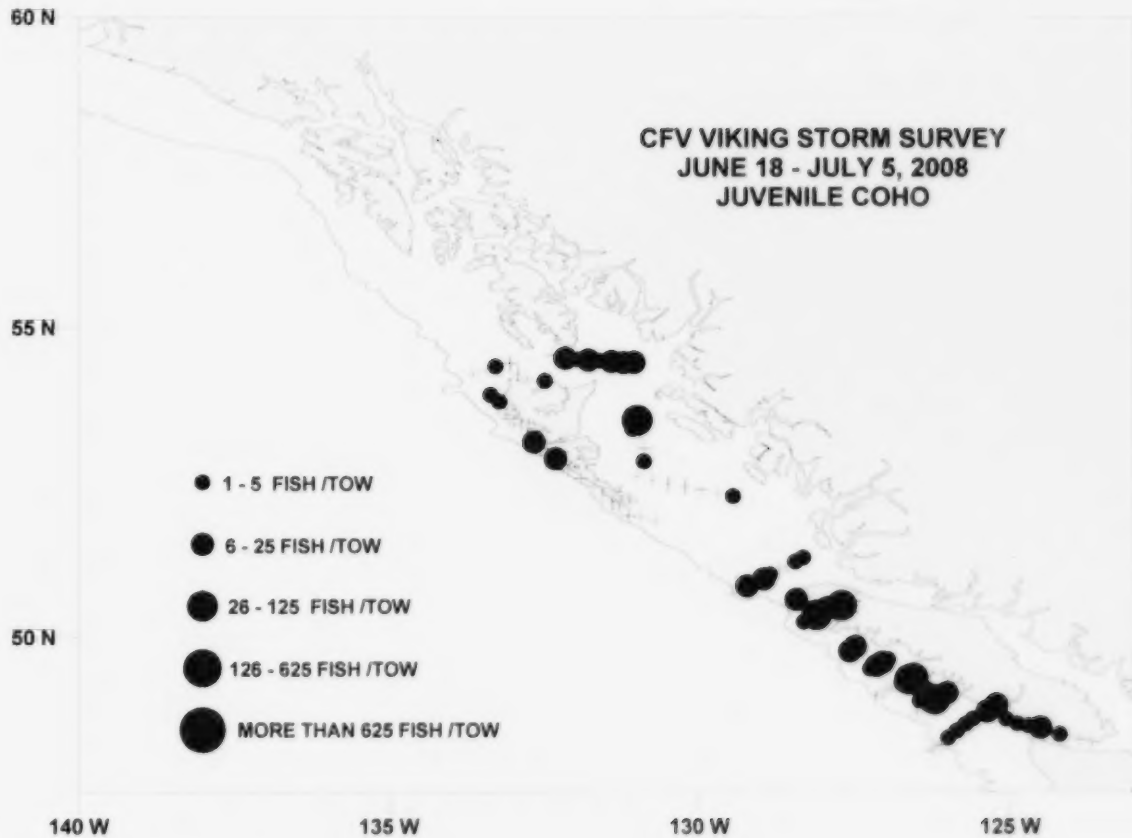 60 N
CFV VIKING STORM SURVEY
JUNE 18 - JULY 5, 2008
JUVENILE COHO
55 N
1 - 5 FISH /TOW
6 - 25 FISH /TOW
26 - 125 FISH /TOW
50 N
126 - 625 FISH /TOW
MORE THAN 625 FISH /TOW
140 W
135 W
130 W
125 W